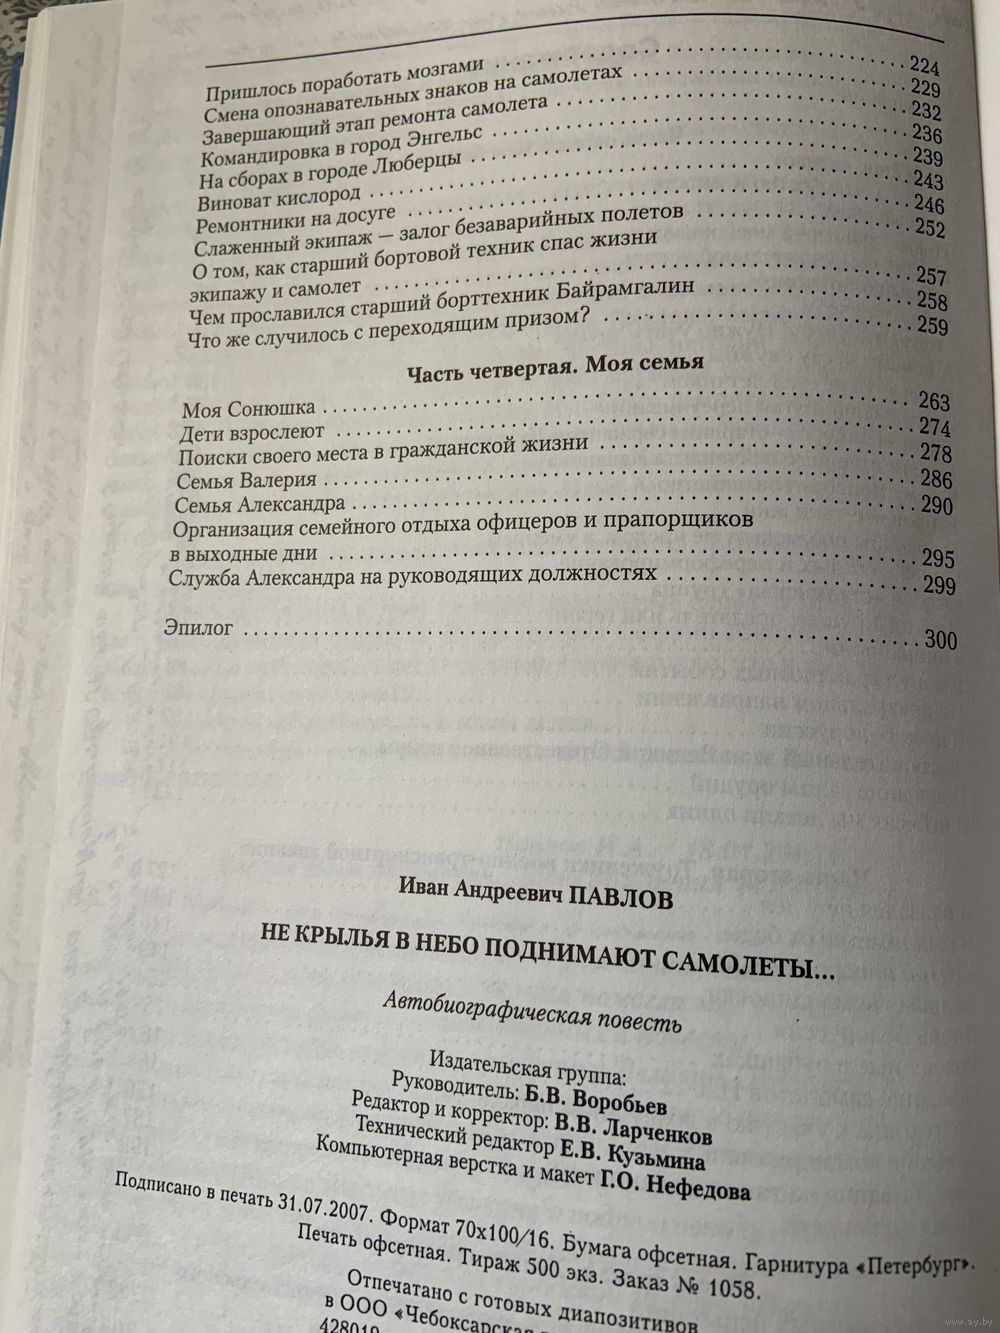 Пришлось поработать мозгами 224
Смена опознавательных знаков на самолетах 229
Завершающий этап ремонта самолета 232
Командировка в город Энгельс 236
На сборах в городе Люберцы 239
Виноват кислород 243
Ремонтники на досуге 246
Слаженный экипаж — залог безаварийных полетов 252
О том, как старший бортовой техник спас жизни
экипажу и самолет 257
Чем прославился старший борттехник Байрамгалин 258
Что же случилось с переходящим призом? 259
Часть четвертая. Моя семья
Моя Сонюшка 263
Дети взрослеют 274
Поиски своего места в гражданской жизни 278
Семья Валерия 286
Семья Александра 290
Организация семейного отдыха офицеров и прапорщиков
в выходные дни 295
Служба Александра на руководящих должностях 299
Эпилог 300
Иван Андреевич ПАВЛОВ
НЕ КРЫЛЬЯ В НЕБО ПОДНИМАЮТ САМОЛЕТЫ...
Автобиографическая повесть
Издательская группа:
Руководитель: Б.В. Воробьев
Редактор и корректор: В.В. Ларченков
Технический редактор Е.В. Кузьмина
Компьютерная верстка и макет Г.О. Нефедова
Подписано в печать 31.07.2007. Формат 70х100/16. Бумага офсетная. Гарнитура «Петербург».
Печать офсетная. Тираж 500 экз. Заказ № 1058.
Отпечатано с готовых диапозитивов
в ООО «Чебоксарская
428019
www.ay.by